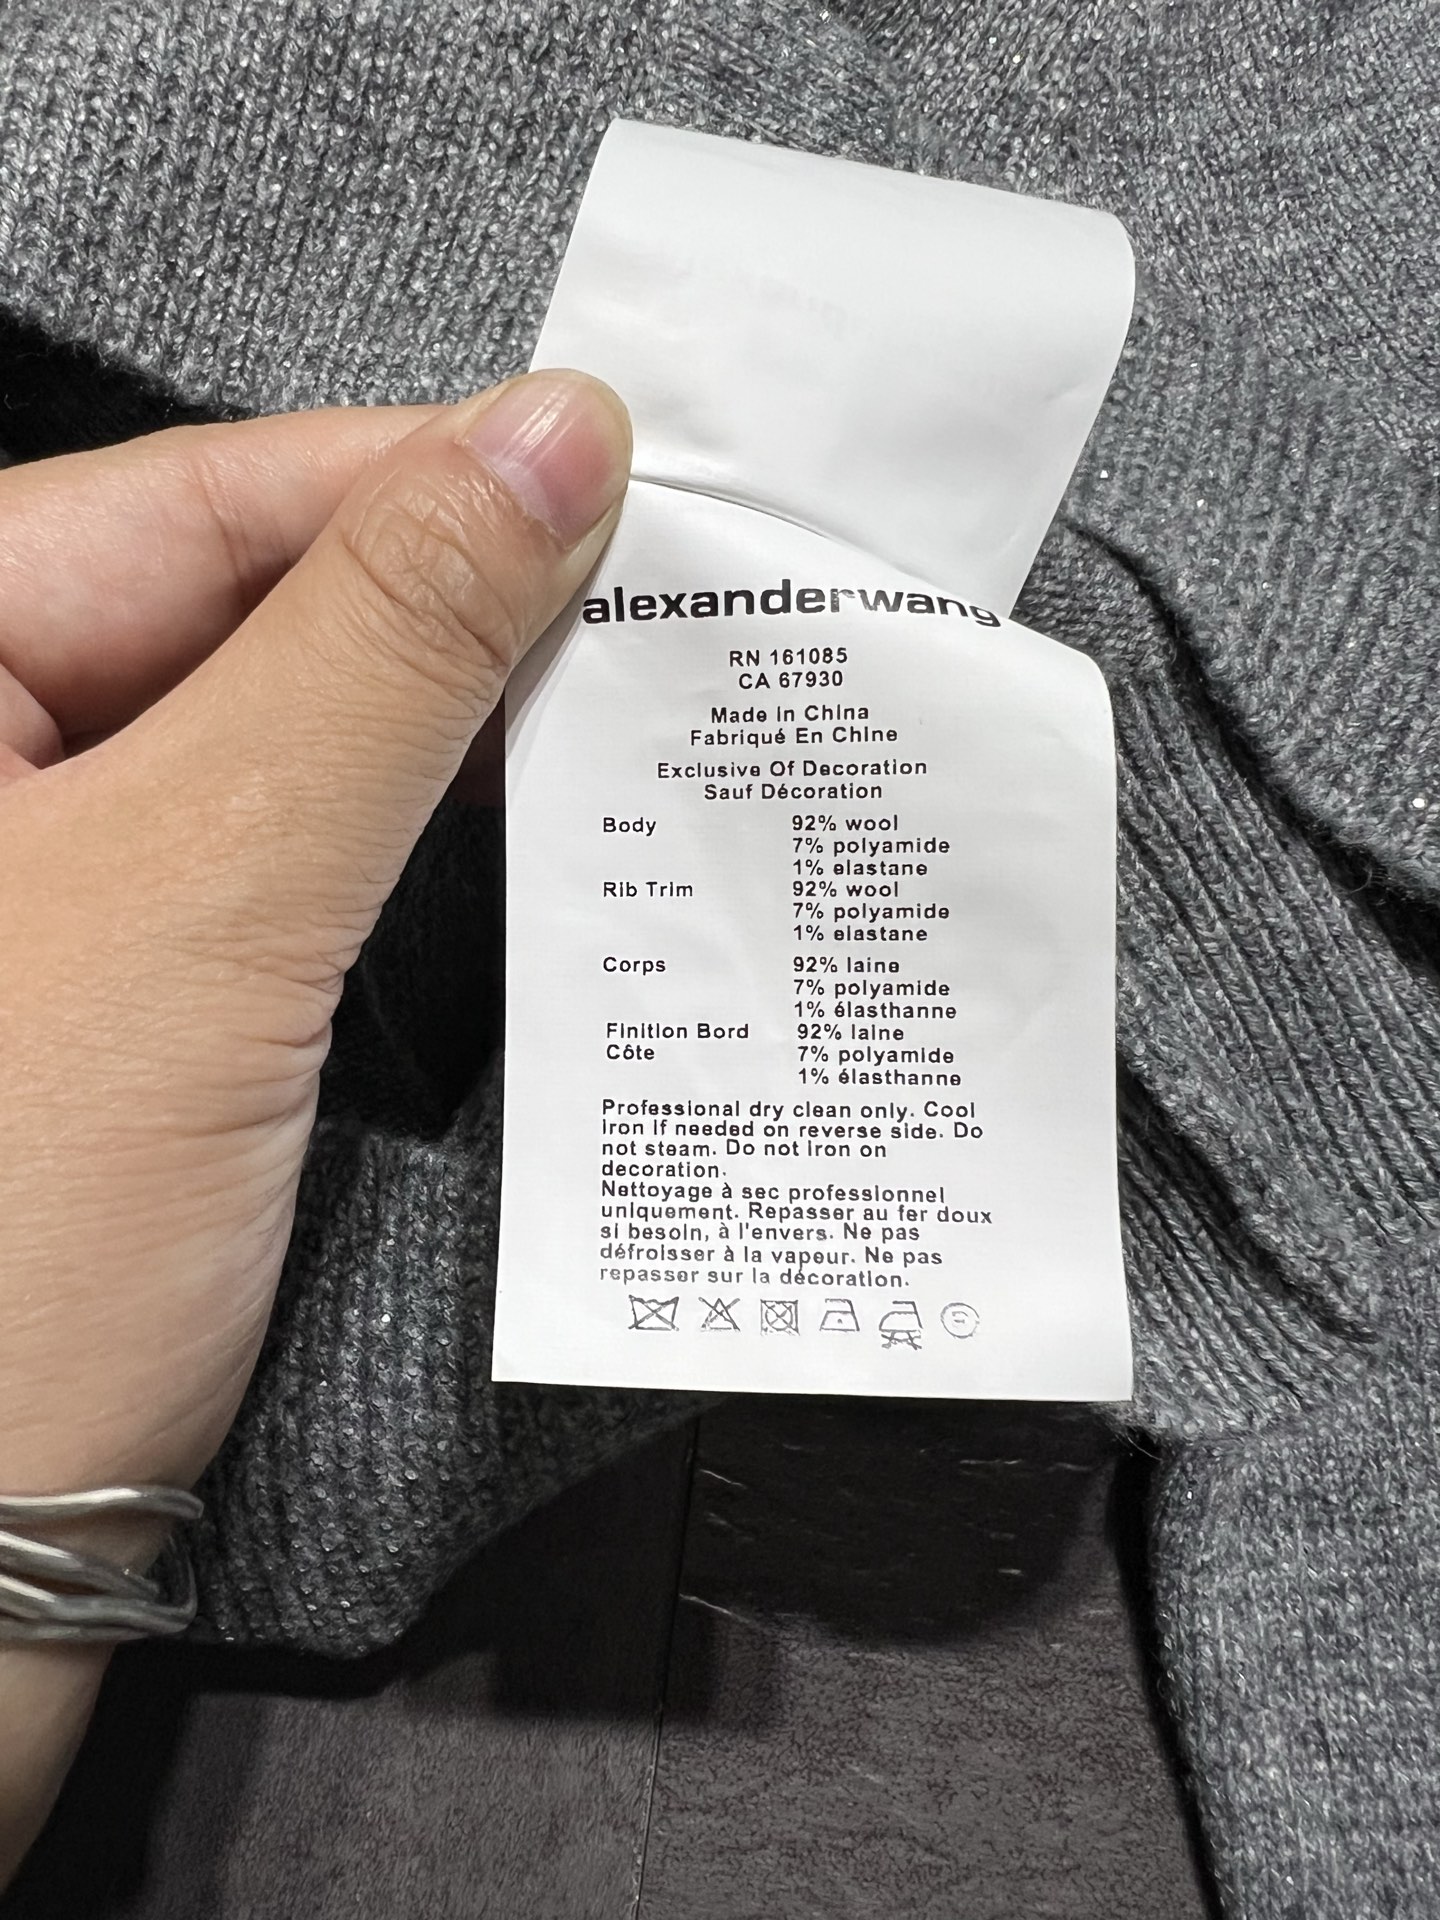 alexanderwang
RN 161085
CA 67930
Made In China
Fabriqué En Chine
Exclusive Of Decoration
Sauf Décoration
Body 92% wool
7% polyamide
1% elastane
Rib Trim 92% wool
7% polyamide
1% elastane
Corps 92% laine
7% polyamide
1% élasthanne
Finition Bord 92% laine
Côte 7% polyamide
1% élasthanne
Professional dry clean only. Cool
iron if needed on reverse side. Do
not steam. Do not iron on
decoration.
Nettoyage à sec professionnel
uniquement. Repasser au fer doux
si besoin, à l'envers. Ne pas
défroisser à la vapeur. Ne pas
repasser sur la décoration.